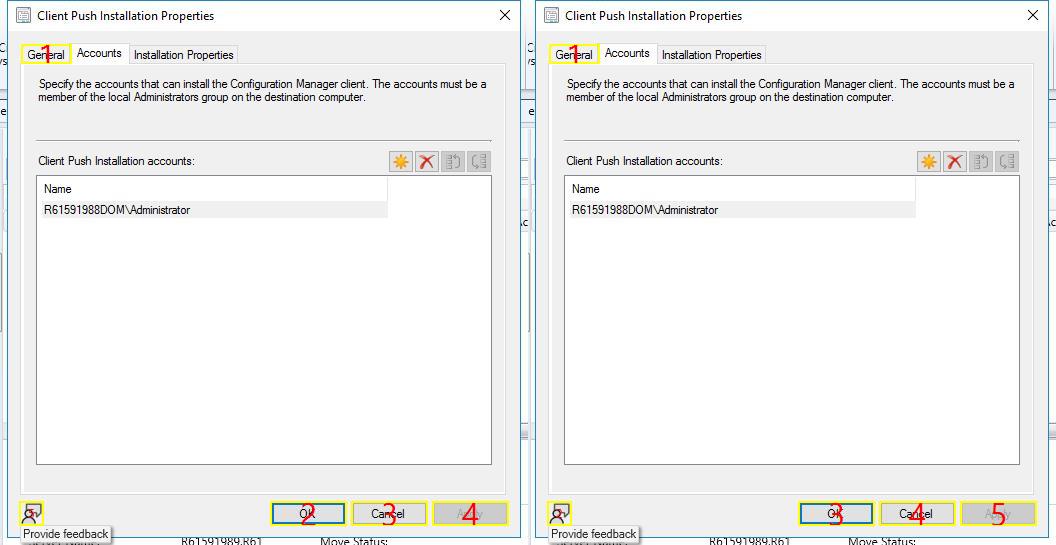 Client Push Installation Properties
General
1
Accounts
Installation Properties
Specify the accounts that can install the Configuration Manager client. The accounts must be a
member of the local Administrators group on the destination computer.
Client Push Installation accounts:
Name
R61591988DOM\Administrator
2
Cancel
3
4
Provide feedback
R61591989.R61
Move Status:
Client Push Installation Properties
General
1
Accounts
Installation Properties
Specify the accounts that can install the Configuration Manager client. The accounts must be a
member of the local Administrators group on the destination computer.
Client Push Installation accounts:
Name
R61591988DOM\Administrator
OK
3
Cancel
4
5
Provide feedback
R61591989.R61
Move Status: